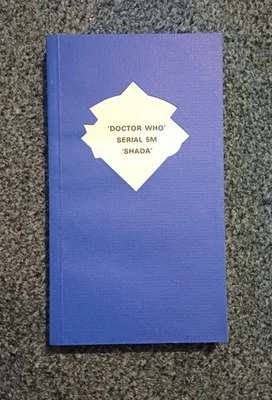 'DOCTOR WHO'
SERIAL 5M
'SHADA'